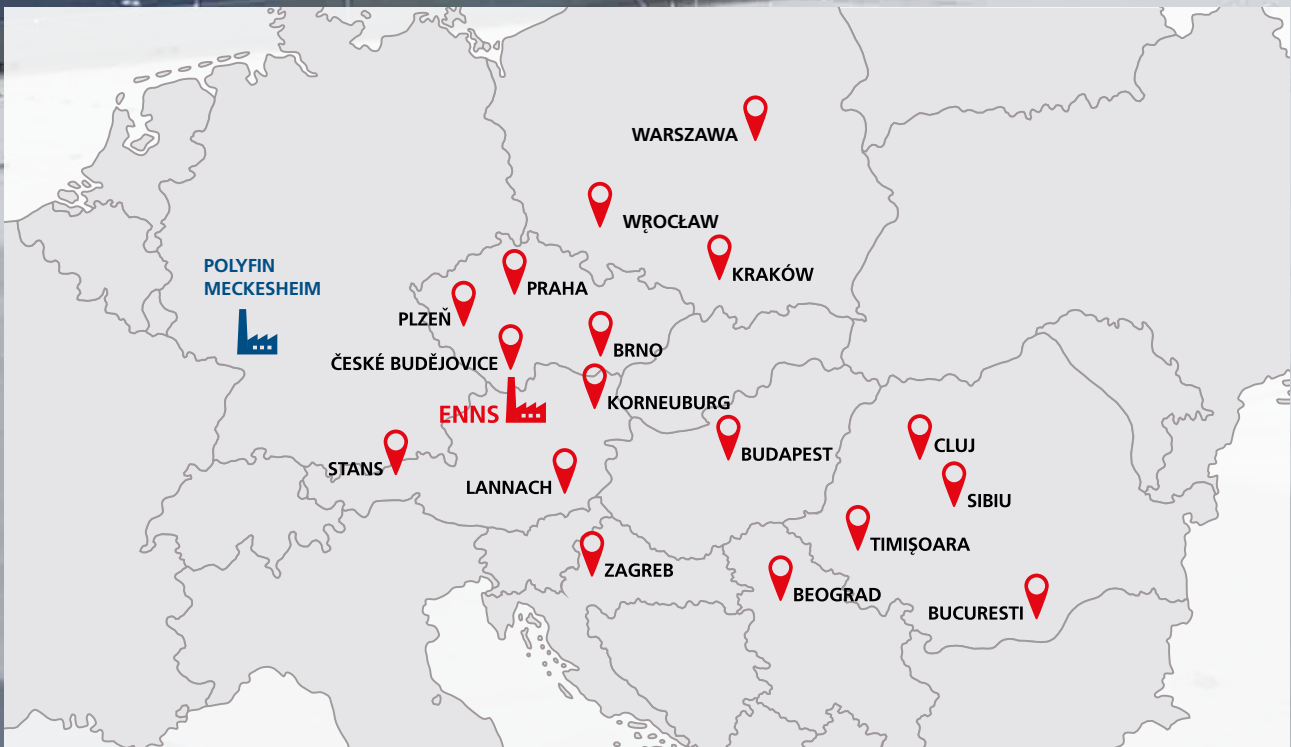 WARSZAWA
WROCŁAW
KRAKÓW
POLYFIN
MECKESHEIM
PRAHA
PLZEŇ
BRNO
ČESKÉ BUDĚJOVICE
KORNEUBURG
ENNS
BUDAPEST
CLUJ
STANS
LANNACH
SIBIU
TIMIŞOARA
ZAGREB
BEOGRAD
BUCURESTI